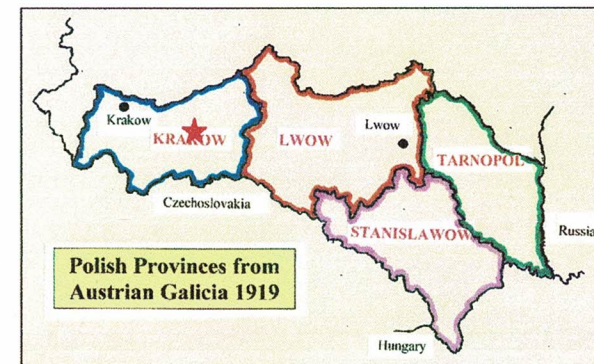 Krakow
KRAKOW
LWOW
Lwow
TARNOPOL
Czechoslovakia
STANISLAWOW
Russia
Polish Provinces from
Austrian Galicia 1919
Hungary